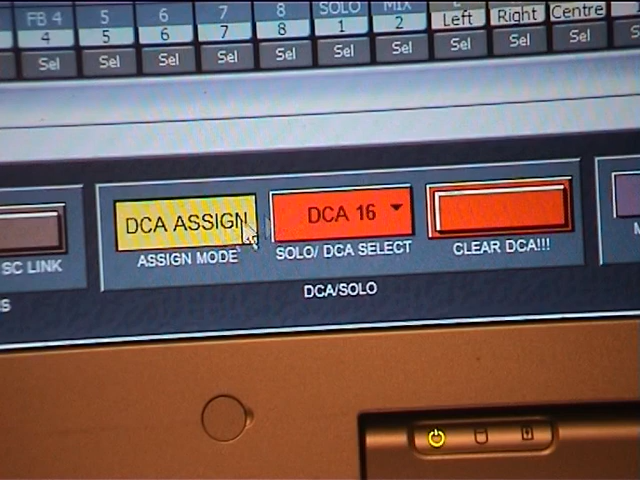 FB 4 5 6 7 8 SOLO MIX
4 5 6 7 8 1 2 Left Right Centre
Sel Sel Sel Sel Sel Sel Sel Sel Sel Sel
DCA ASSIGN DCA 16
SC LINK ASSIGN MODE SOLO/ DCA SELECT CLEAR DCA!!!
DCA/SOLO